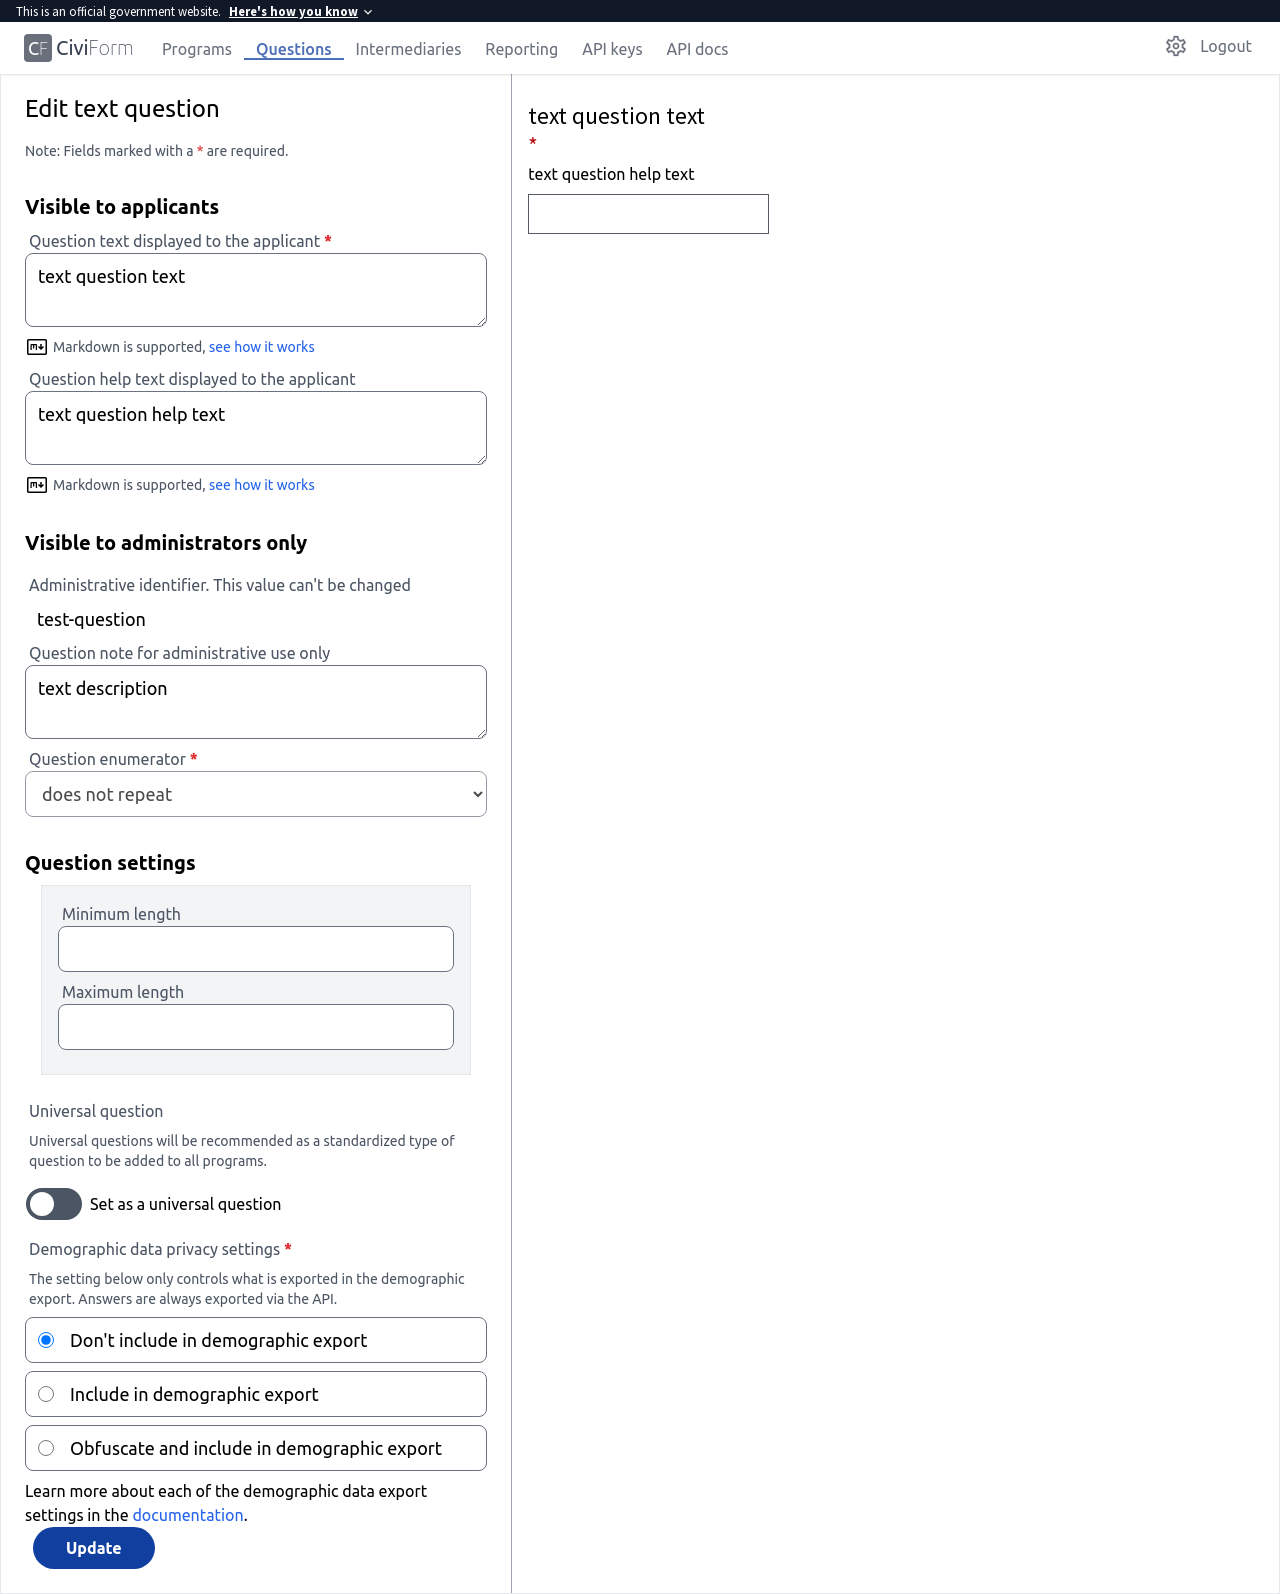 This is an official government website. Here's how you know
CF CiviForm Programs Questions Intermediaries Reporting API keys API docs Logout
Edit text question
Note: Fields marked with a * are required.
Visible to applicants
Question text displayed to the applicant *
text question text
Markdown is supported, see how it works
Question help text displayed to the applicant
text question help text
Markdown is supported, see how it works
Visible to administrators only
Administrative identifier. This value can't be changed
test-question
Question note for administrative use only
text description
Question enumerator *
does not repeat
Question settings
Minimum length
Maximum length
Universal question
Universal questions will be recommended as a standardized type of
question to be added to all programs.
Set as a universal question
Demographic data privacy settings *
The setting below only controls what is exported in the demographic
export. Answers are always exported via the API.
Don't include in demographic export
Include in demographic export
Obfuscate and include in demographic export
Learn more about each of the demographic data export
settings in the documentation.
Update
text question text
*
text question help text